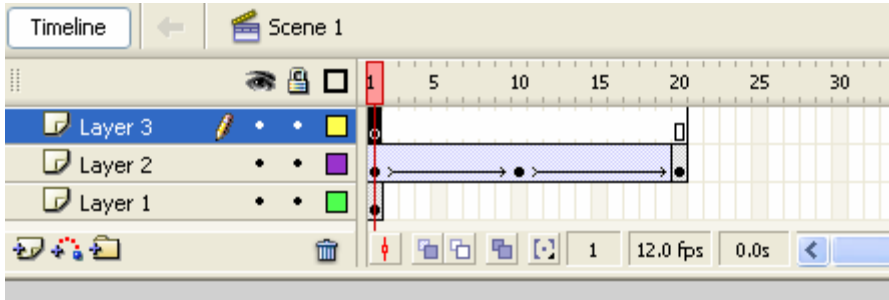 Timeline Scene 1
1 5 10 15 20 25 30
Layer 3
Layer 2
Layer 1
1 12.0 fps 0.0s